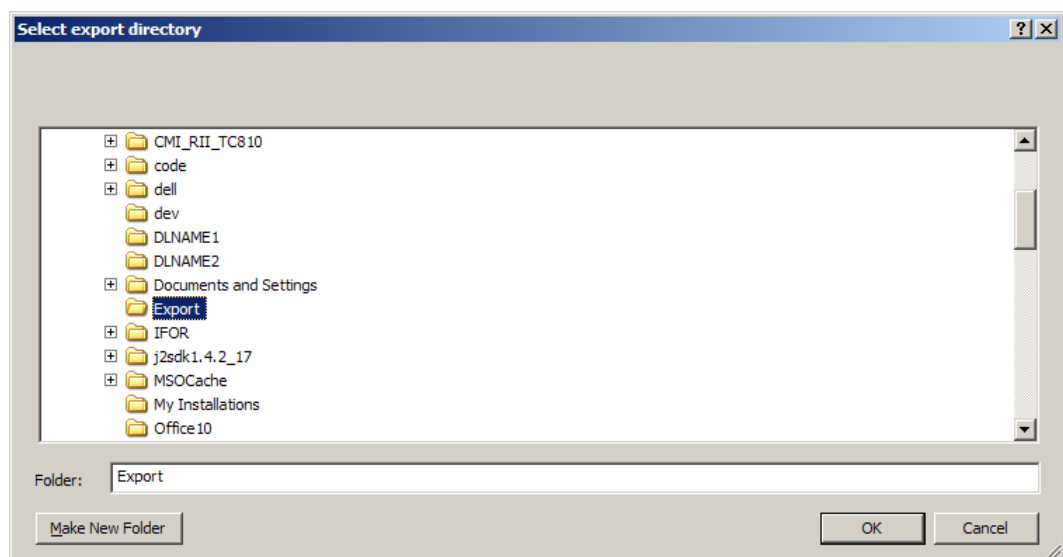 Select export directory
CMI_RII_TC810
code
dell
dev
DLNAME1
DLNAME2
Documents and Settings
Export
IFOR
j2sdk1.4.2_17
MSOCache
My Installations
Office10
Folder: Export
Make New Folder OK Cancel